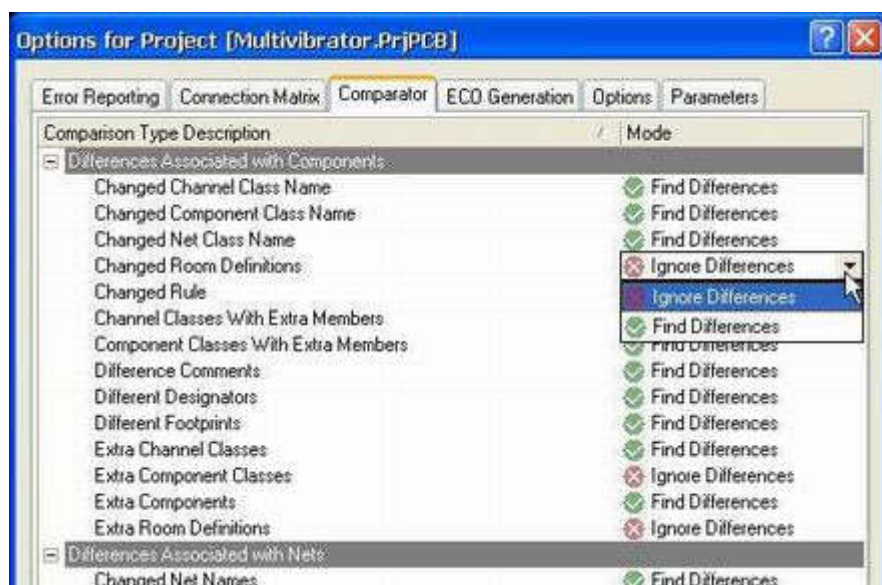 Options for Project [Multivibrator.PrjPCB]
Error Reporting Connection Matrix Comparator ECO Generation Options Parameters
Comparison Type Description Mode
Differences Associated with Components
Changed Channel Class Name Find Differences
Changed Component Class Name Find Differences
Changed Net Class Name Find Differences
Changed Room Definitions Ignore Differences
Changed Rule Ignore Differences
Channel Classes With Extra Members Find Differences
Component Classes With Extra Members Find Differences
Difference Comments Find Differences
Different Designators Find Differences
Different Footprints Find Differences
Extra Channel Classes Find Differences
Extra Component Classes Ignore Differences
Extra Components Find Differences
Extra Room Definitions Ignore Differences
Differences Associated with Nets
Changed Net Names Find Differences